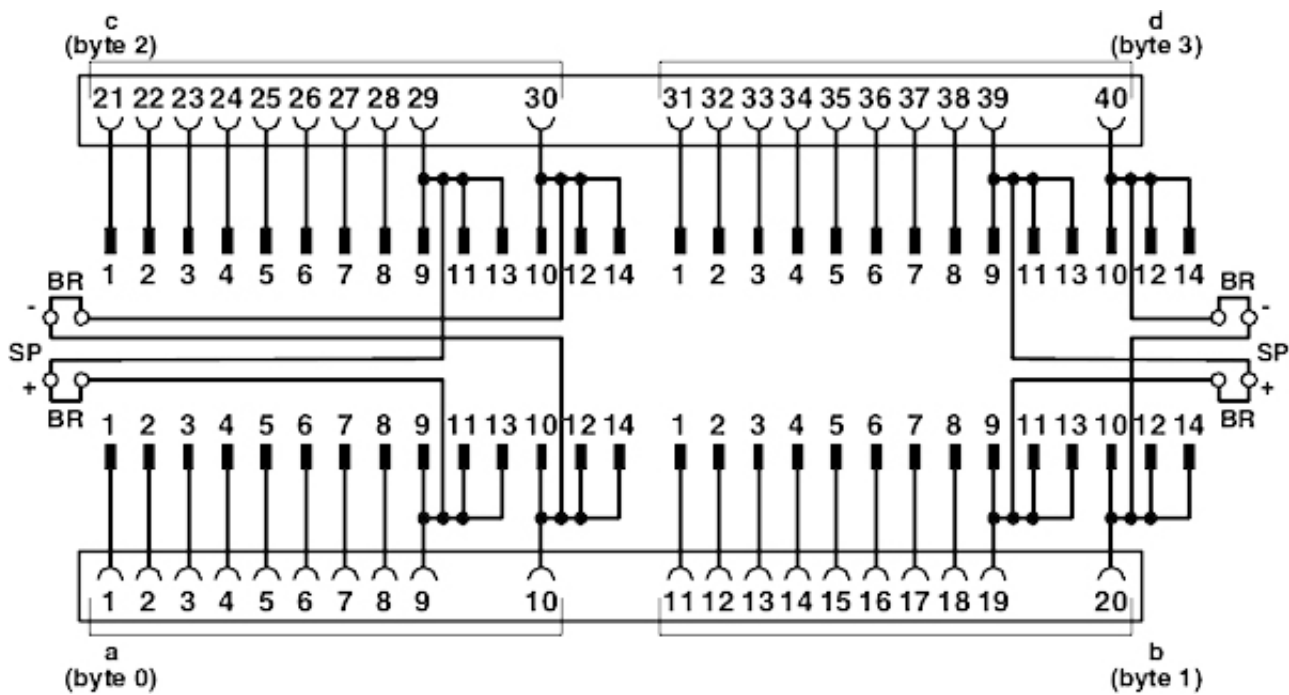 c d
(byte 2) (byte 3)
21 22 23 24 25 26 27 28 29 30 31 32 33 34 35 36 37 38 39 40
1 2 3 4 5 6 7 8 9 11 13 10 12 14 1 2 3 4 5 6 7 8 9 11 13 10 12 14
BR BR
- -
SP SP
+ +
BR BR
1 2 3 4 5 6 7 8 9 11 13 10 12 14 1 2 3 4 5 6 7 8 9 11 13 10 12 14
1 2 3 4 5 6 7 8 9 10 11 12 13 14 15 16 17 18 19 20
a b
(byte 0) (byte 1)